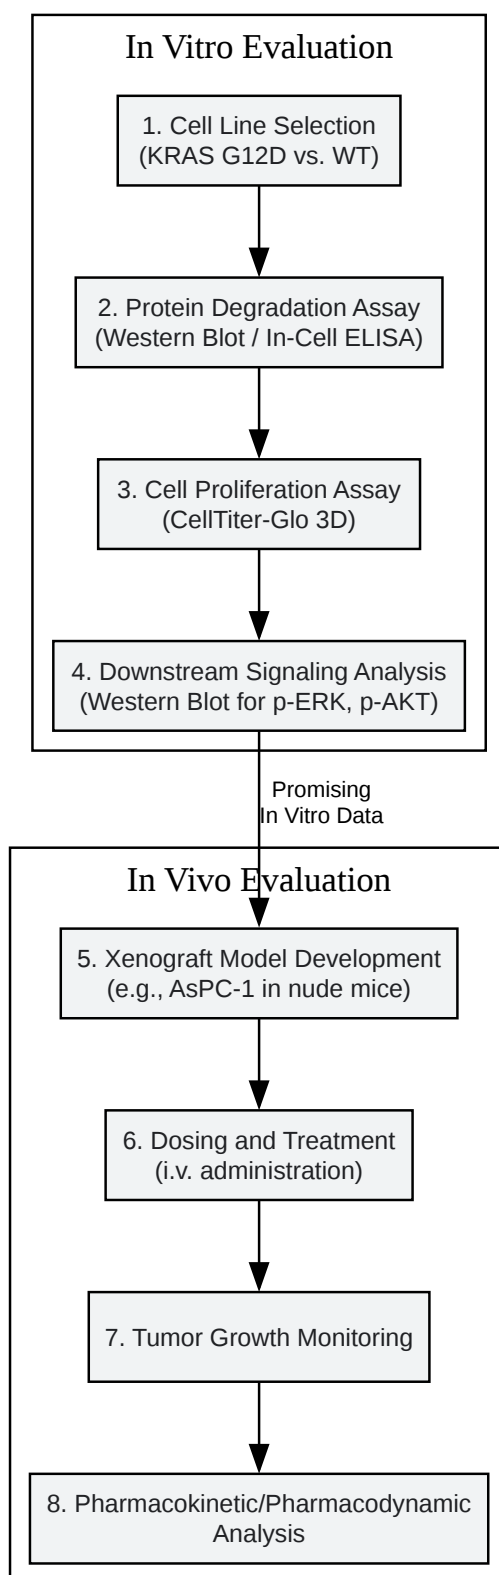 In Vitro Evaluation
1. Cell Line Selection
(KRAS G12D vs. WT)
2. Protein Degradation Assay
(Western Blot / In-Cell ELISA)
3. Cell Proliferation Assay
(CellTiter-Glo 3D)
4. Downstream Signaling Analysis
(Western Blot for p-ERK, p-AKT)
Promising
In Vitro Data
In Vivo Evaluation
5. Xenograft Model Development
(e.g., AsPC-1 in nude mice)
6. Dosing and Treatment
(i.v. administration)
7. Tumor Growth Monitoring
8. Pharmacokinetic/Pharmacodynamic
Analysis